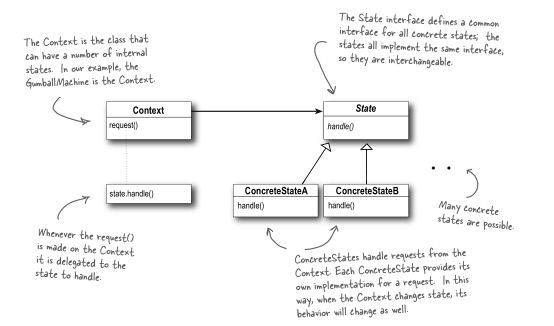 The Context is the class that
can have a number of internal
states. In our example, the
GumballMachine is the Context.
The State interface defines a common
interface for all concrete states; the
states all implement the same interface,
so they are interchangeable.
Context
request()
State
handle()
state.handle()
ConcreteStateA
handle()
ConcreteStateB
handle()
Many concrete
states are possible.
Whenever the request()
is made on the Context
it is delegated to the
state to handle.
ConcreteStates handle requests from the
Context. Each ConcreteState provides its
own implementation for a request. In this
way, when the Context changes state, its
behavior will change as well.